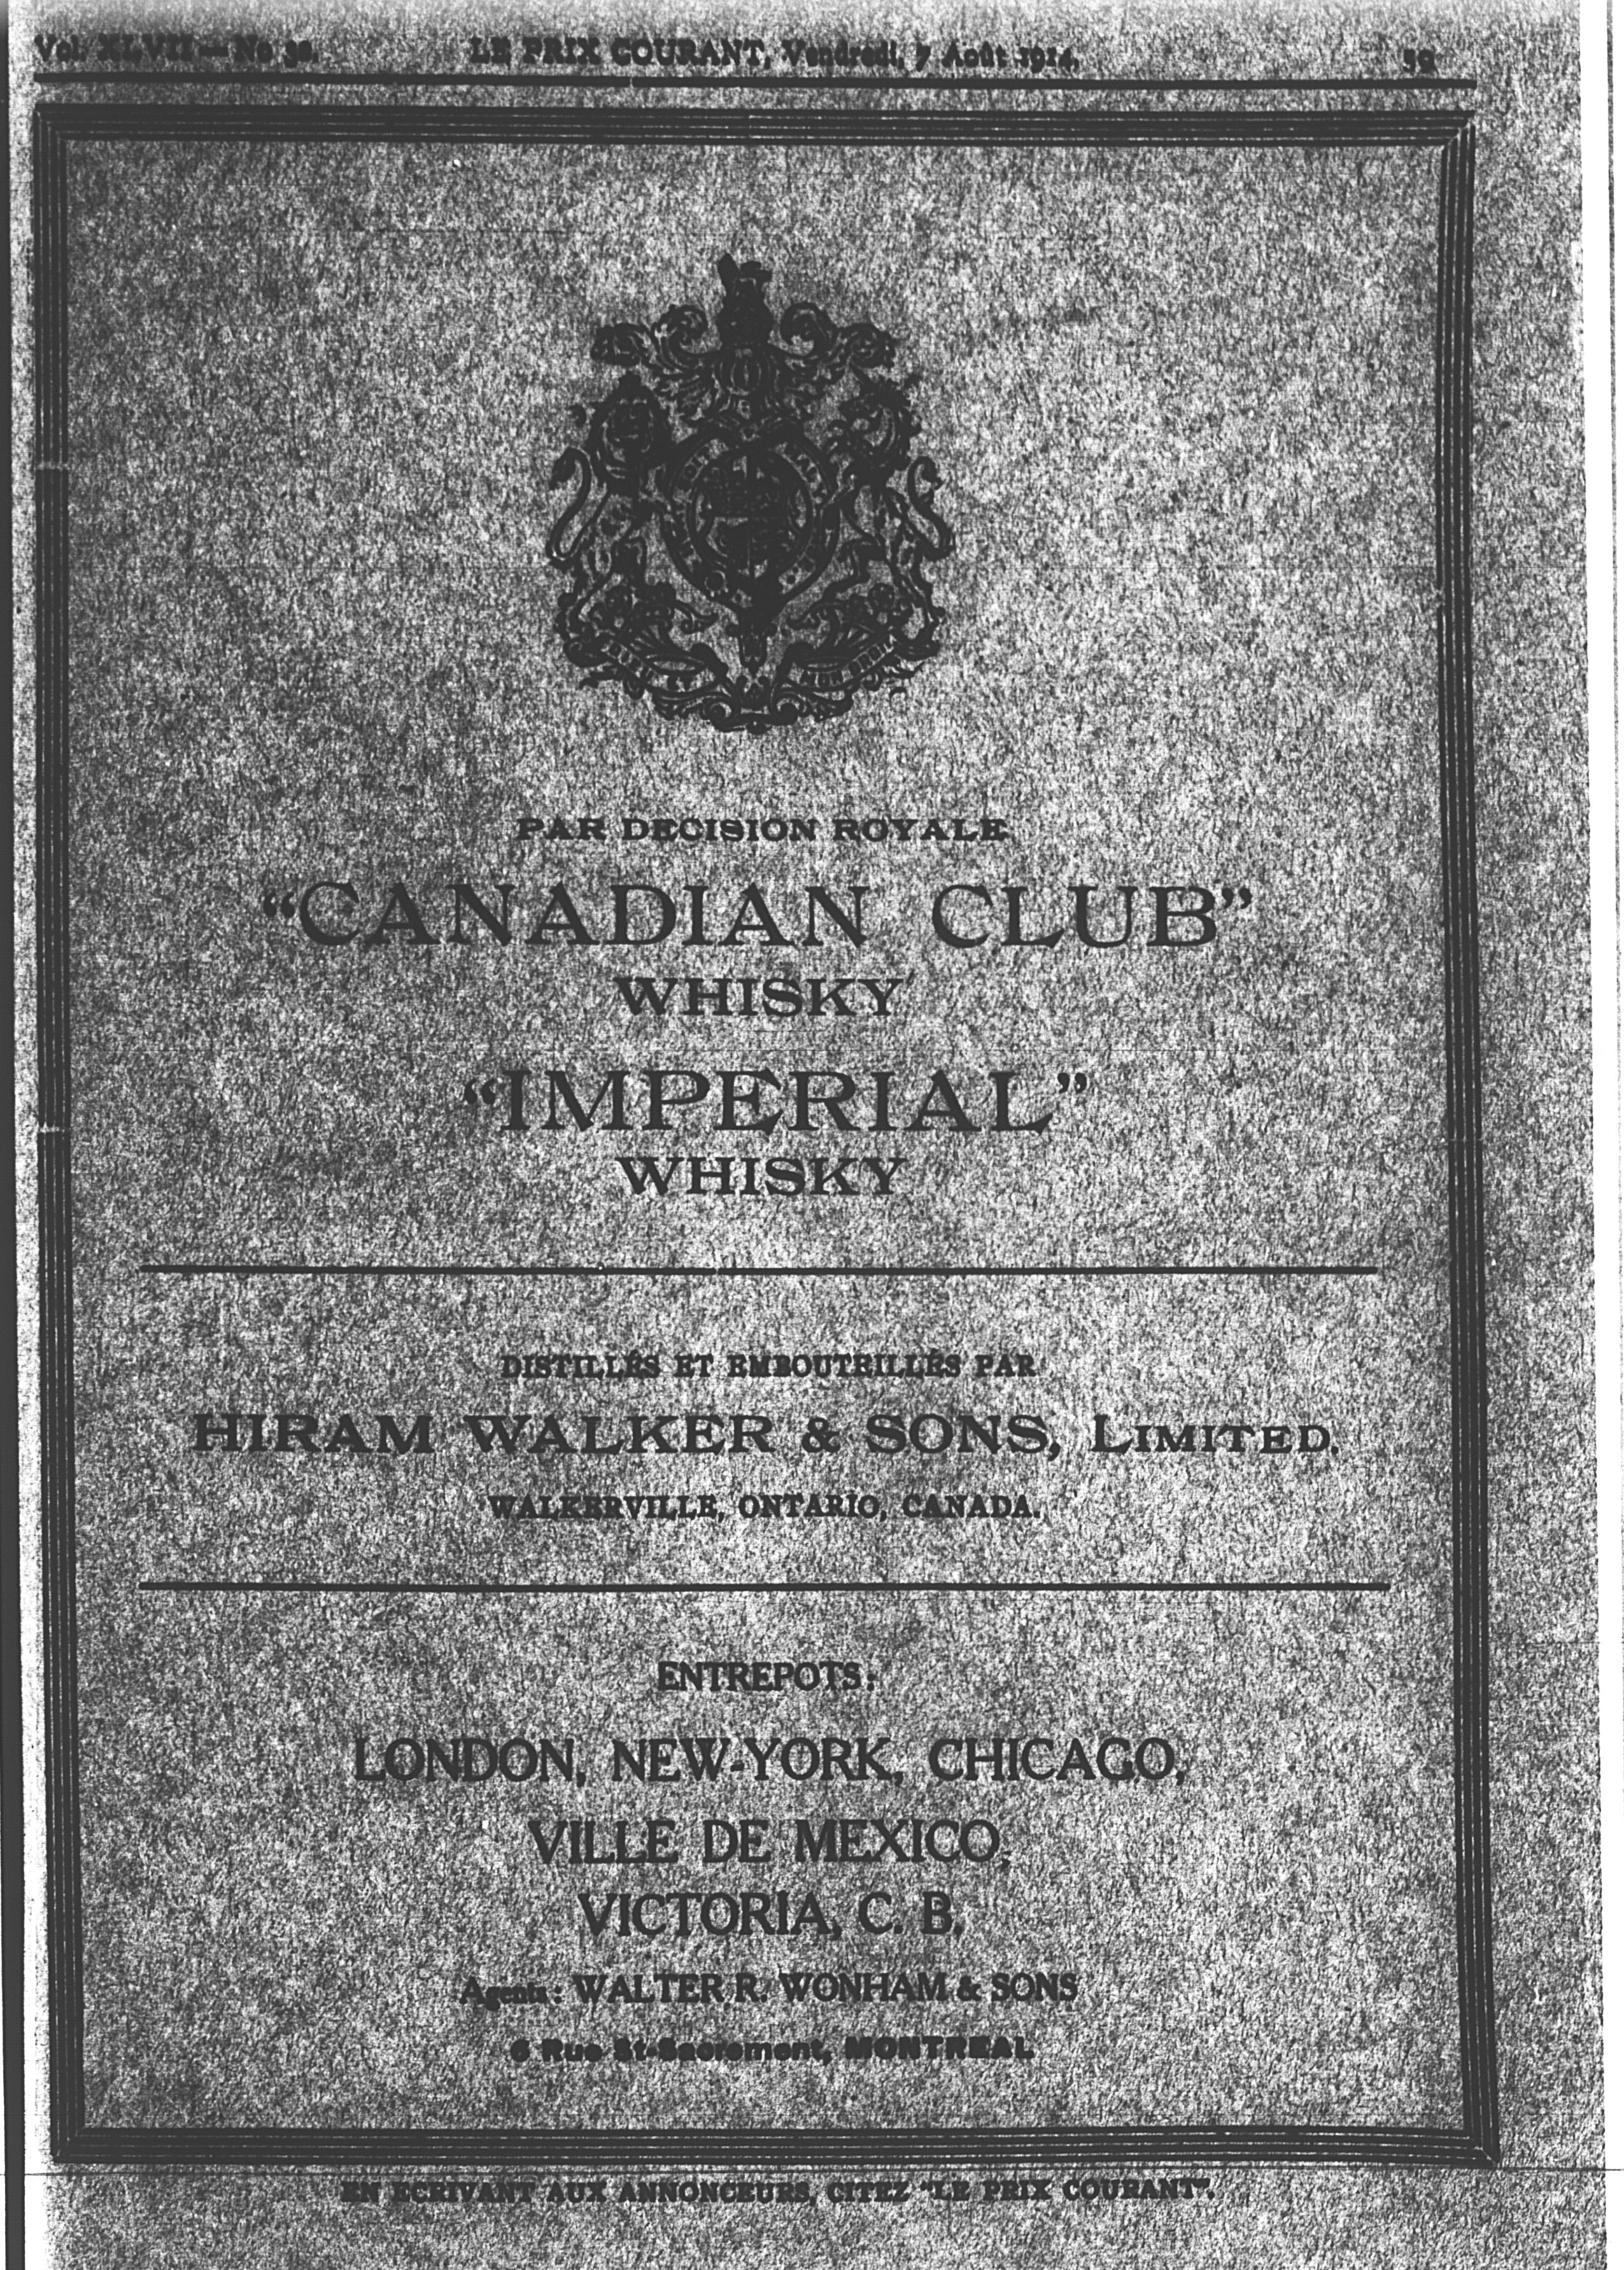 Vol. XLVII — No 32. LE PRIX COURANT, Vendredi, 7 Août 1914. 59
PAR DECISION ROYALE
“CANADIAN CLUB”
WHISKY
“IMPERIAL”
WHISKY
DISTILLÉS ET EMBOUTEILLÉS PAR
HIRAM WALKER & SONS, LIMITED.
WALKERVILLE, ONTARIO, CANADA.
ENTREPOTS:
LONDON, NEW-YORK, CHICAGO,
VILLE DE MEXICO,
VICTORIA, C. B.
Agents: WALTER R. WONHAM & SONS
6 Rue St-Sacrement, MONTREAL
EN ECRIVANT AUX ANNONCEURS, CITEZ "LE PRIX COURANT".